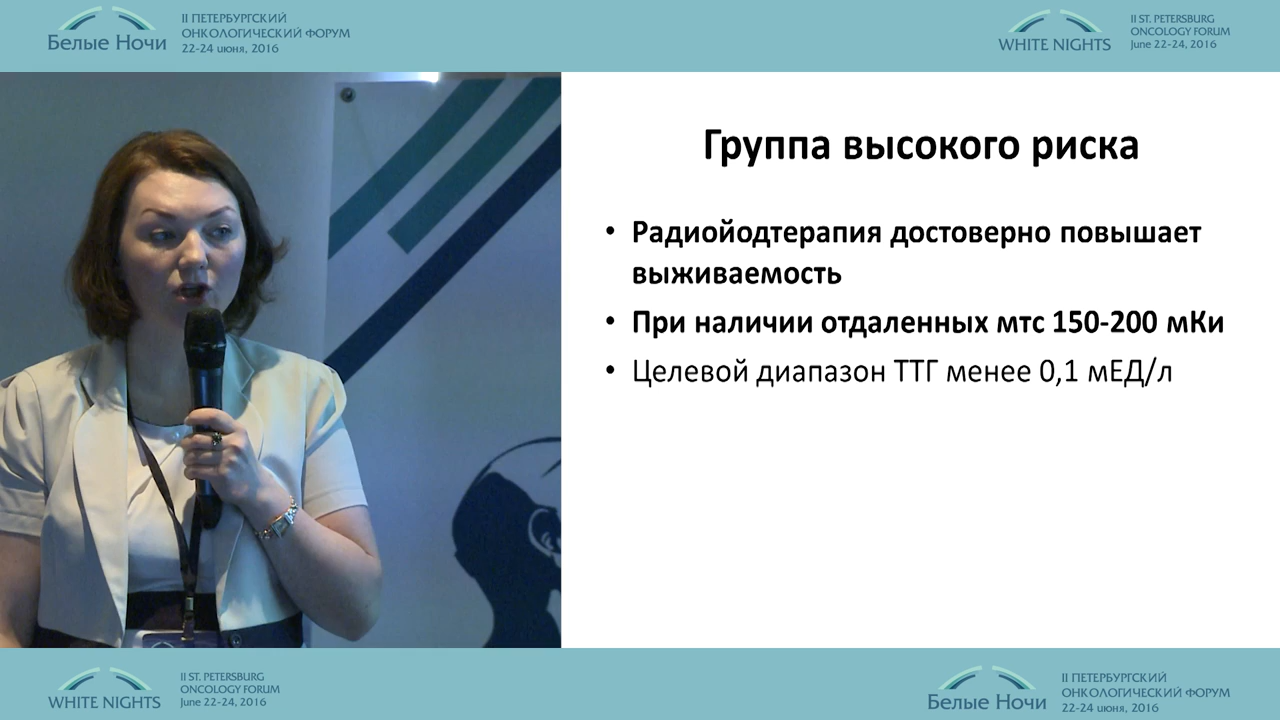 Белые Ночи
II ПЕТЕРБУРГСКИЙ
ОНКОЛОГИЧЕСКИЙ ФОРУМ
22-24 июня, 2016
WHITE NIGHTS
II ST. PETERSBURG
ONCOLOGY FORUM
June 22-24, 2016
Группа высокого риска
• Радиойодтерапия достоверно повышает
выживаемость
• При наличии отдаленных мтс 150-200 мКи
• Целевой диапазон ТТГ менее 0,1 мЕД/л
WHITE NIGHTS
II ST. PETERSBURG
ONCOLOGY FORUM
June 22-24, 2016
Белые Ночи
II ПЕТЕРБУРГСКИЙ
ОНКОЛОГИЧЕСКИЙ ФОРУМ
22-24 июня, 2016